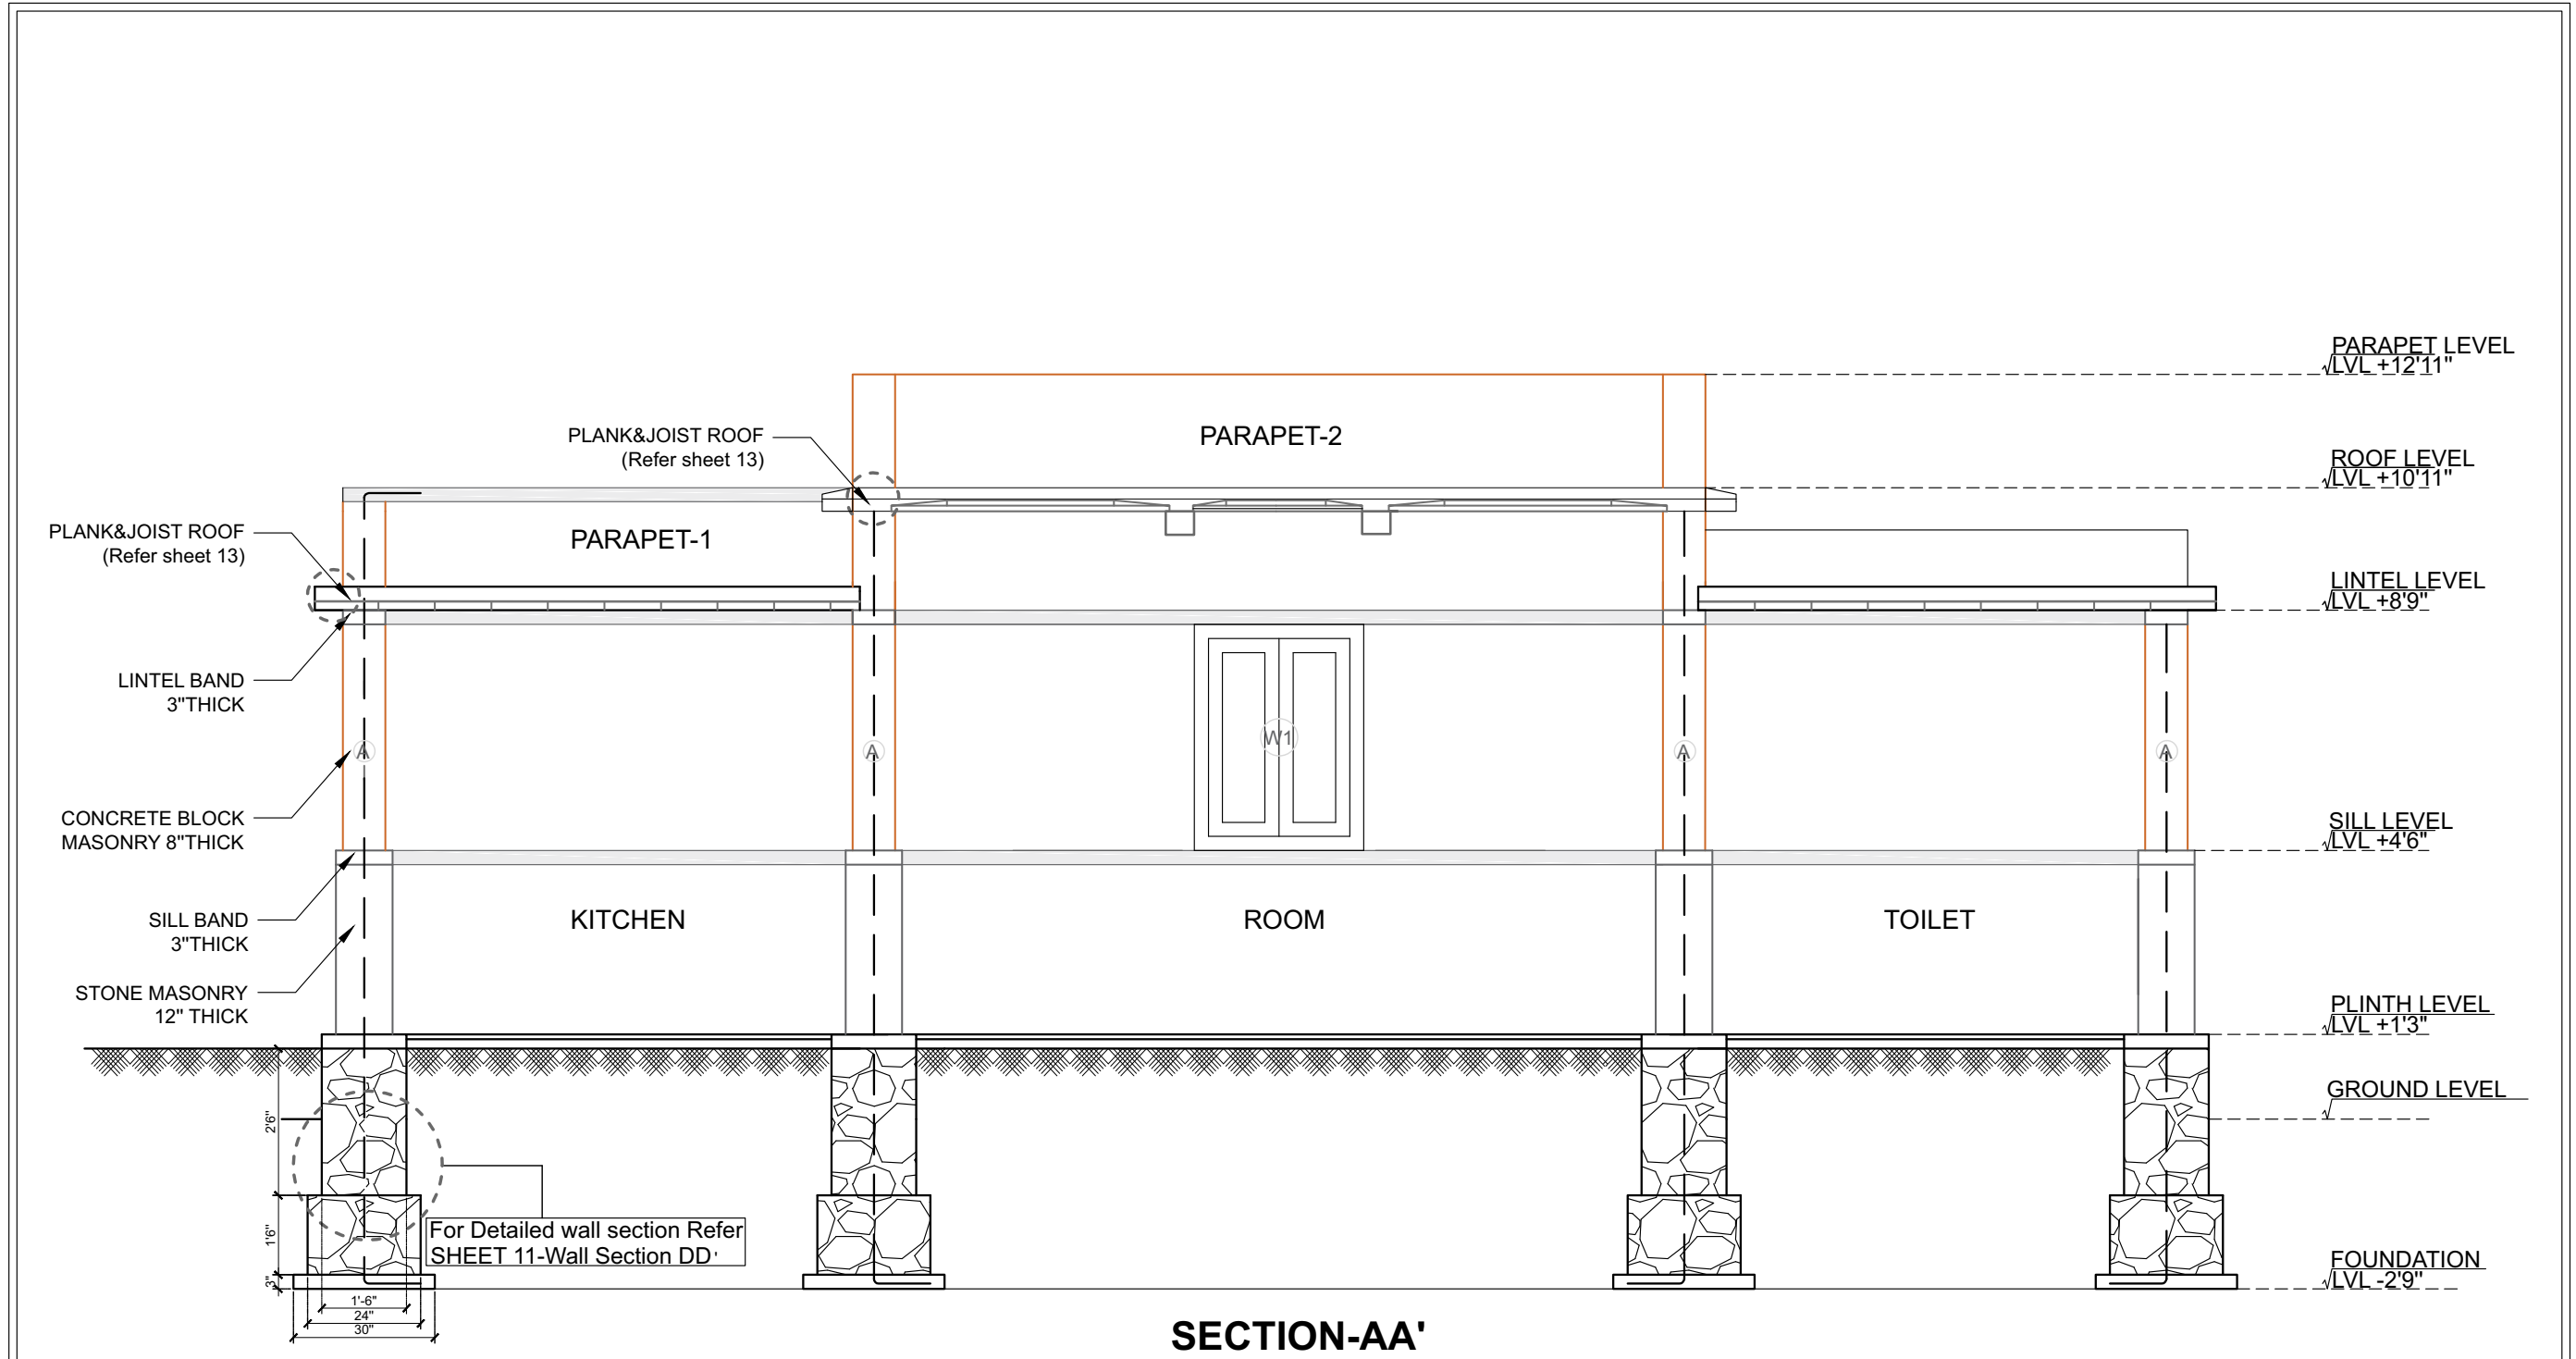 PARAPET LEVEL
LVL +12'11"
PLANK&JOIST ROOF
(Refer sheet 13)
PARAPET-2
ROOF LEVEL
LVL +10'11"
PLANK&JOIST ROOF
(Refer sheet 13)
PARAPET-1
LINTEL LEVEL
LVL +8'9"
LINTEL BAND
3"THICK
A
A
W1
A
A
CONCRETE BLOCK
MASONRY 8"THICK
SILL LEVEL
LVL +4'6"
SILL BAND
3"THICK
KITCHEN
ROOM
TOILET
STONE MASONRY
12" THICK
PLINTH LEVEL
LVL +1'3"
GROUND LEVEL
2'6"
1'6"
3"
For Detailed wall section Refer
SHEET 11-Wall Section DD'
FOUNDATION
LVL -2'9"
1'-6"
24"
30"
SECTION-AA'